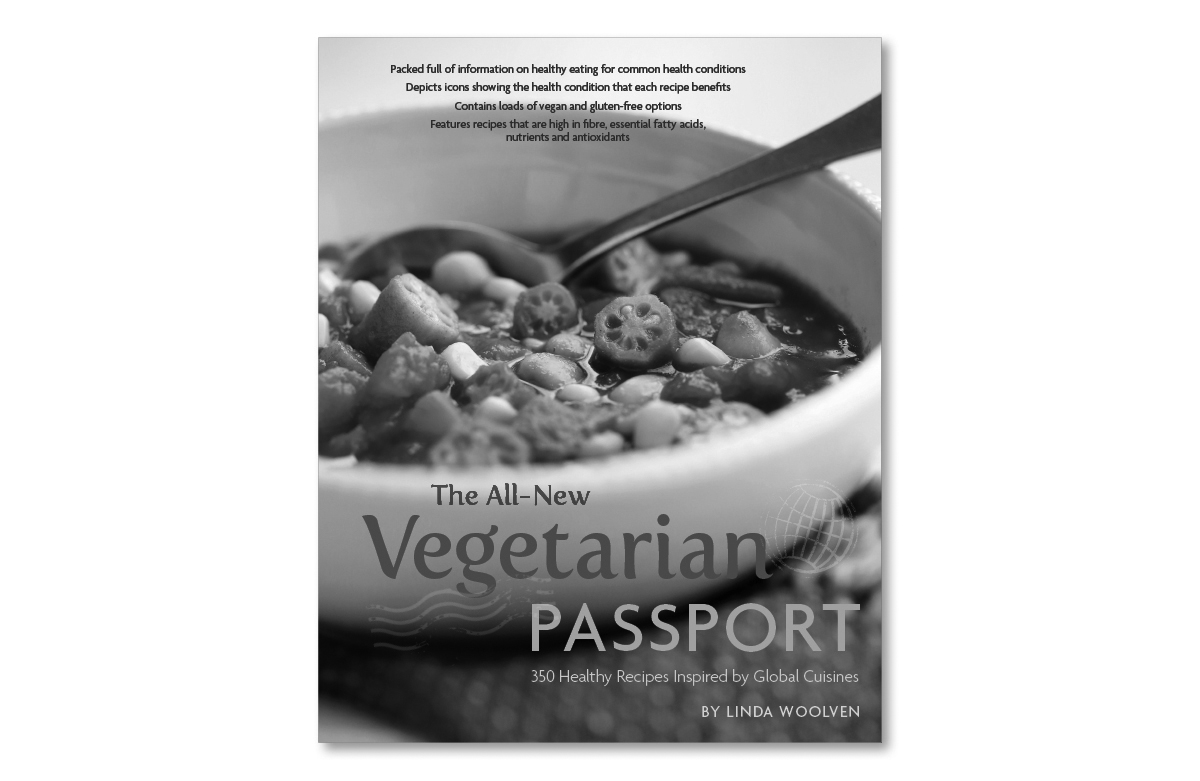 Packed full of information on healthy eating for common health conditions
Depicts icons showing the health condition that each recipe benefits
Contains loads of vegan and gluten-free options
Features recipes that are high in fibre, essential fatty acids,
nutrients and antioxidants
The All-New
Vegetarian
PASSPORT
350 Healthy Recipes Inspired by Global Cuisines
BY LINDA WOOLVEN